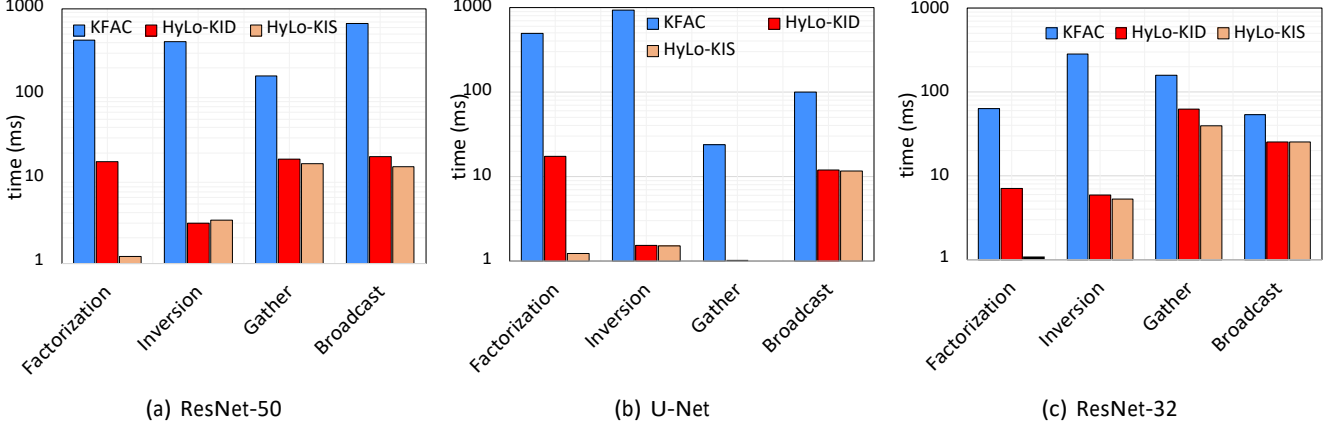 1000
100
10
1
time (ms)
KFAC HyLo-KID HyLo-KIS
Factorization
Inversion
Gather
Broadcast
(a) ResNet-50
1000
100
10
1
time (ms)
KFAC HyLo-KID
HyLo-KIS
Factorization
Inversion
Gather
Broadcast
(b) U-Net
1000
100
10
1
time (ms)
KFAC HyLo-KID HyLo-KIS
Factorization
Inversion
Gather
Broadcast
(c) ResNet-32